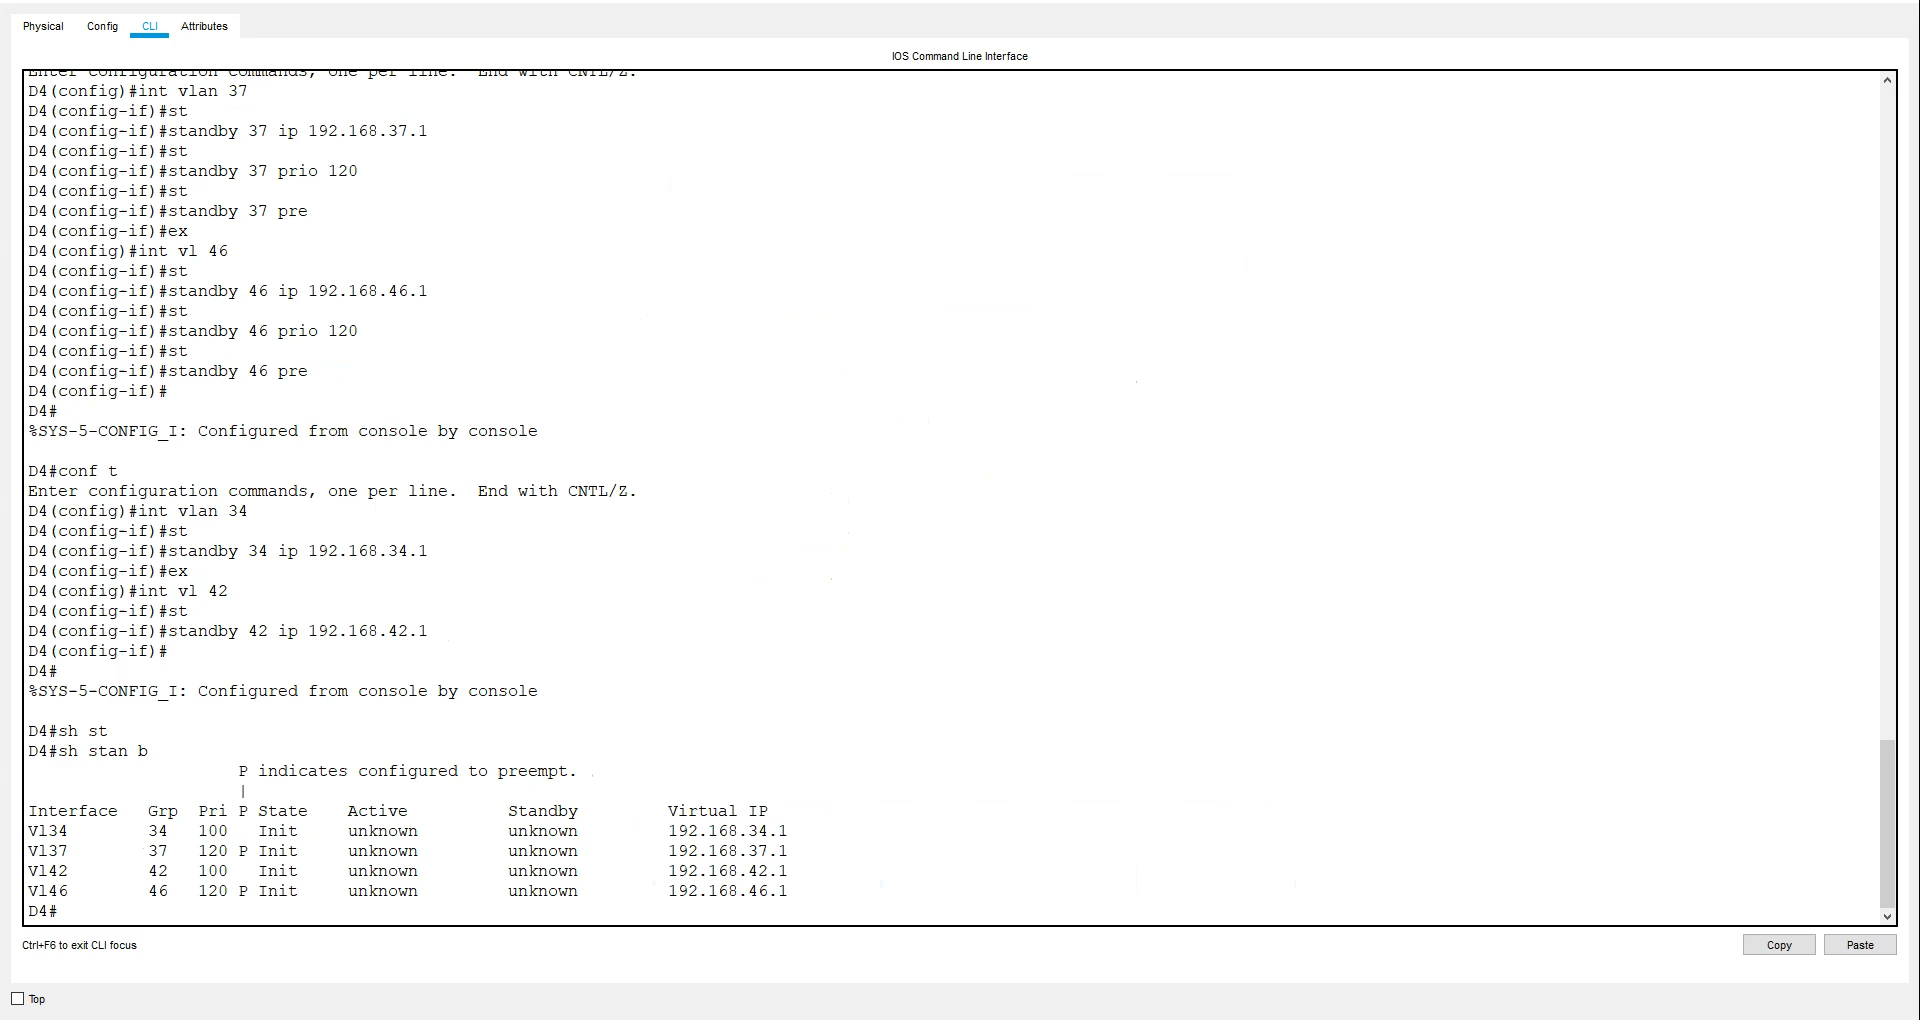 Physical Config CLI Attributes
IOS Command Line Interface
Enter configuration commands, one per line.  End with CNTL/Z.
D4(config)#int vlan 37
D4(config-if)#st
D4(config-if)#standby 37 ip 192.168.37.1
D4(config-if)#st
D4(config-if)#standby 37 prio 120
D4(config-if)#st
D4(config-if)#standby 37 pre
D4(config-if)#ex
D4(config)#int vl 46
D4(config-if)#st
D4(config-if)#standby 46 ip 192.168.46.1
D4(config-if)#st
D4(config-if)#standby 46 prio 120
D4(config-if)#st
D4(config-if)#standby 46 pre
D4(config-if)#
D4#
%SYS-5-CONFIG_I: Configured from console by console
D4#conf t
Enter configuration commands, one per line.  End with CNTL/Z.
D4(config)#int vlan 34
D4(config-if)#st
D4(config-if)#standby 34 ip 192.168.34.1
D4(config-if)#ex
D4(config)#int vl 42
D4(config-if)#st
D4(config-if)#standby 42 ip 192.168.42.1
D4(config-if)#
D4#
%SYS-5-CONFIG_I: Configured from console by console
D4#sh st
D4#sh stan b
P indicates configured to preempt.
|
Interface   Grp  Pri P State    Active          Standby         Virtual IP
Vl34        34   100   Init     unknown         unknown         192.168.34.1
Vl37        37   120 P Init     unknown         unknown         192.168.37.1
Vl42        42   100   Init     unknown         unknown         192.168.42.1
Vl46        46   120 P Init     unknown         unknown         192.168.46.1
D4#
Ctrl+F6 to exit CLI focus
Copy Paste
Top